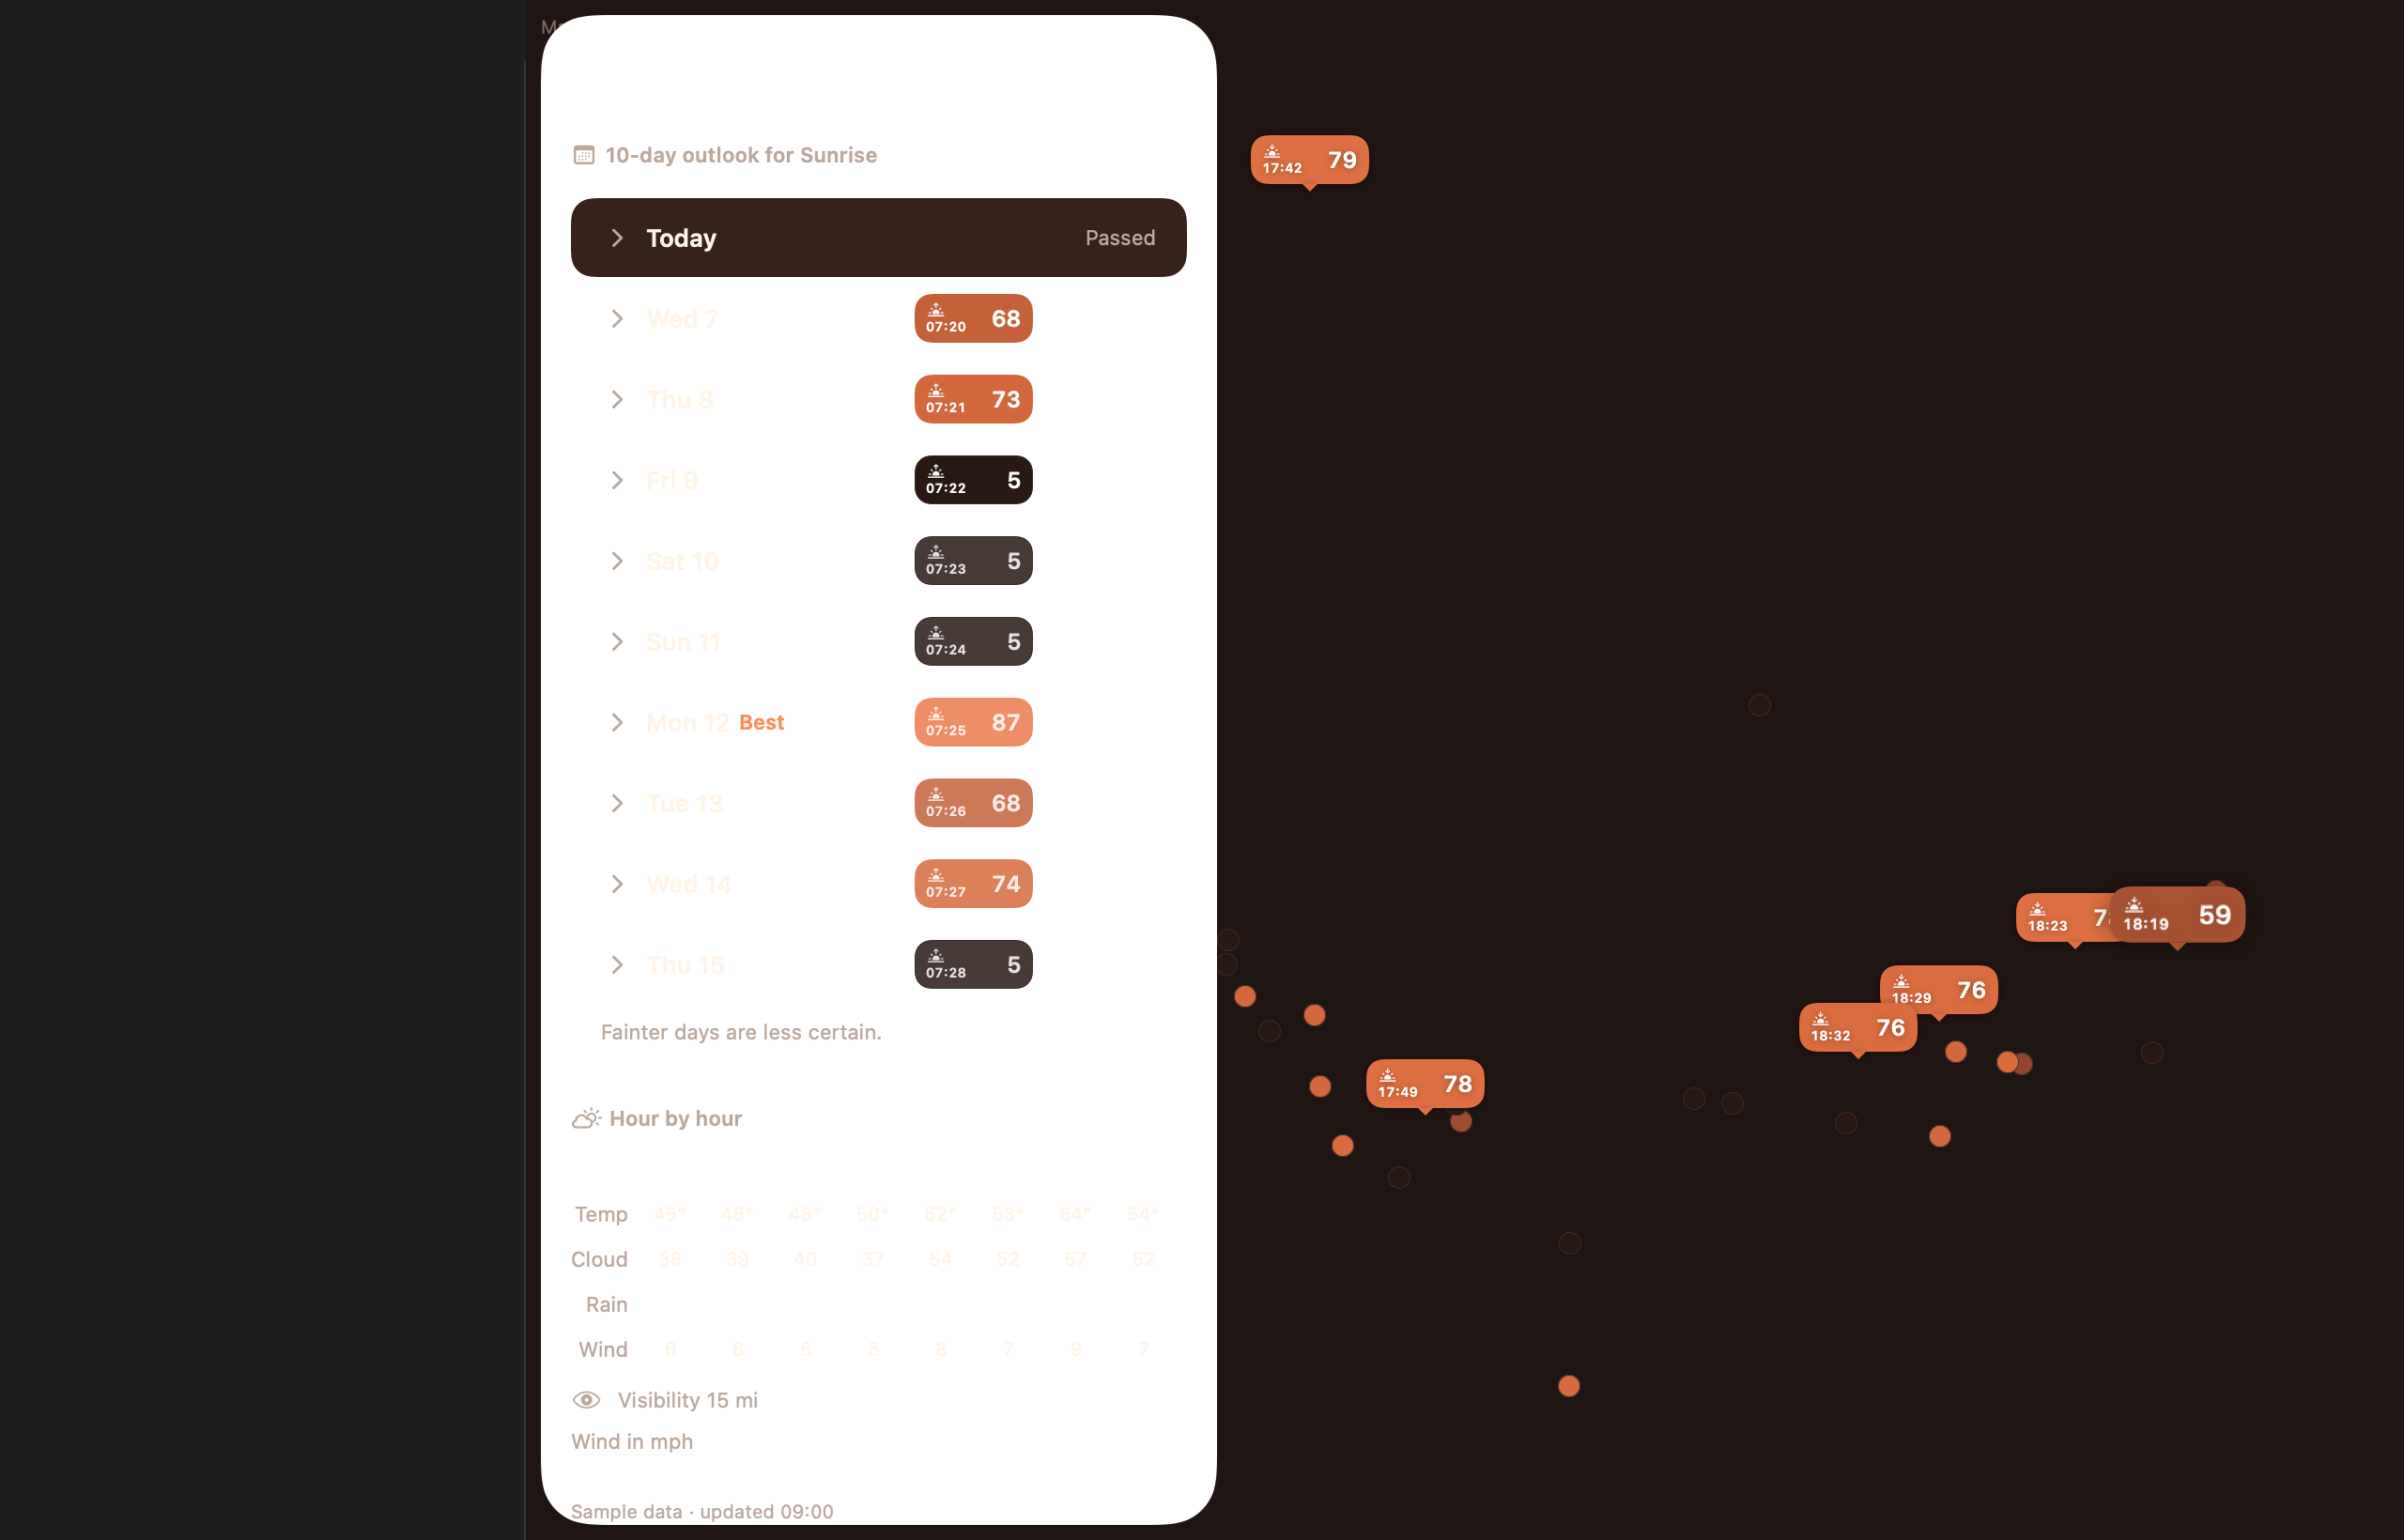 10-day outlook for Sunrise
Today Passed
Wed 7 07:20 68
Thu 8 07:21 73
Fri 9 07:22 5
Sat 10 07:23 5
Sun 11 07:24 5
Mon 12 Best 07:25 87
Tue 13 07:26 68
Wed 14 07:27 74
Thu 15 07:28 5
Fainter days are less certain.
Hour by hour
Temp 45° 46° 48° 50° 52° 53° 54° 54°
Cloud 38 39 40 37 54 52 57 52
Rain
Wind 6 6 6 5 8 7 9 7
Visibility 15 mi
Wind in mph
Sample data · updated 09:00
17:42 79
18:23
18:19 59
18:29 76
18:32 76
17:49 78